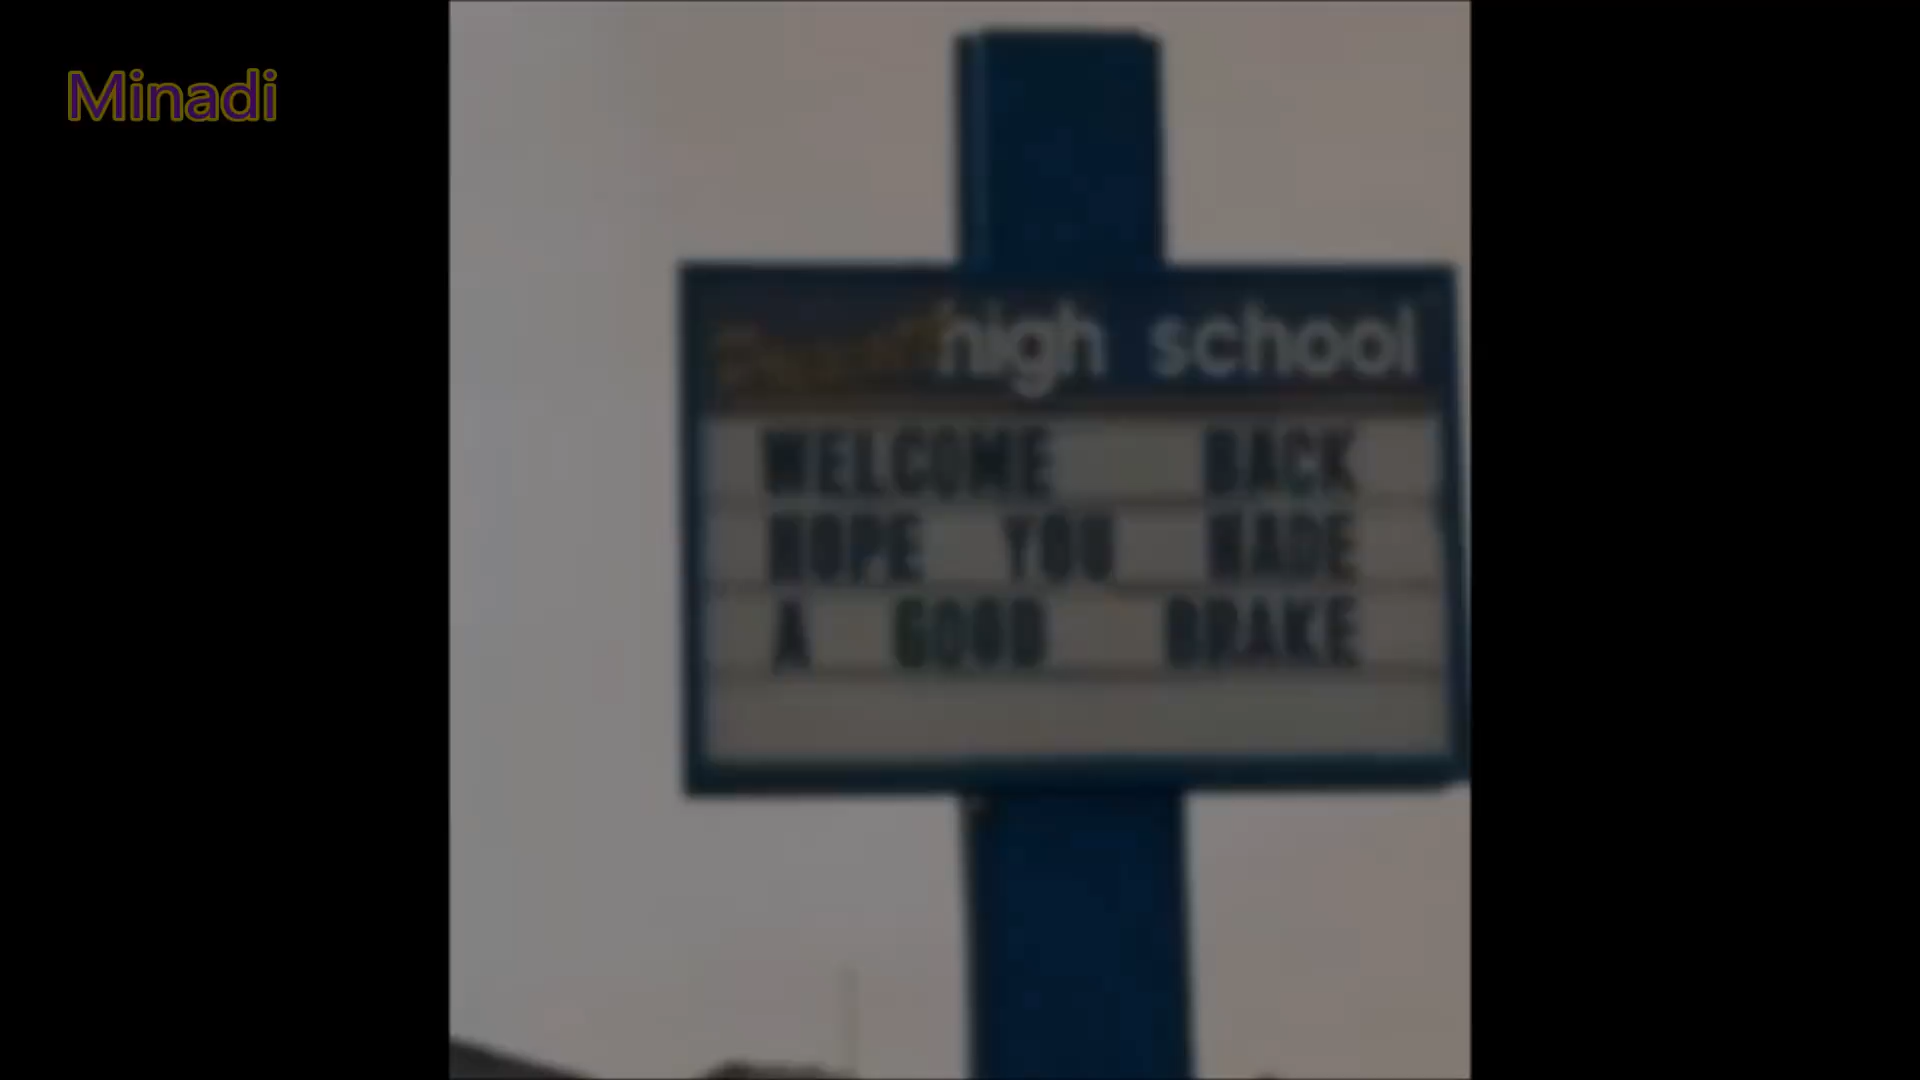 Minadi
high school
WELCOME BACK
HOPE YOU HADE
A GOOD BRAKE